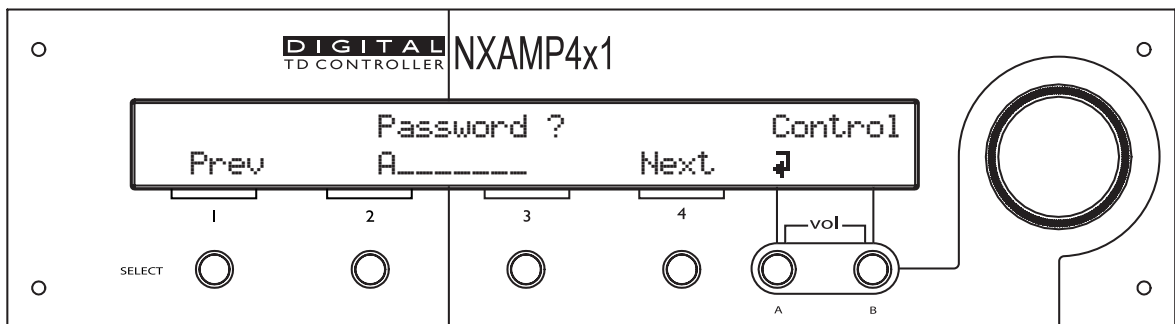 DIGITAL
TD CONTROLLER
NXAMP4x1
Password ? Control
Prev A_______ Next ↲
1 2 3 4
vol
SELECT
A B